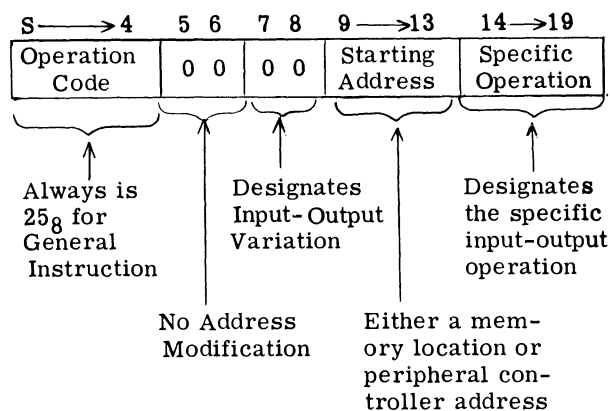 S → 4 5 6 7 8 9 → 13 14 → 19
Operation Code
0 0
0 0
Starting Address
Specific Operation
Always is
25₈ for
General
Instruction
Designates
Input-Output
Variation
Designates
the specific
input-output
operation
No Address
Modification
Either a mem-
ory location or
peripheral con-
troller address